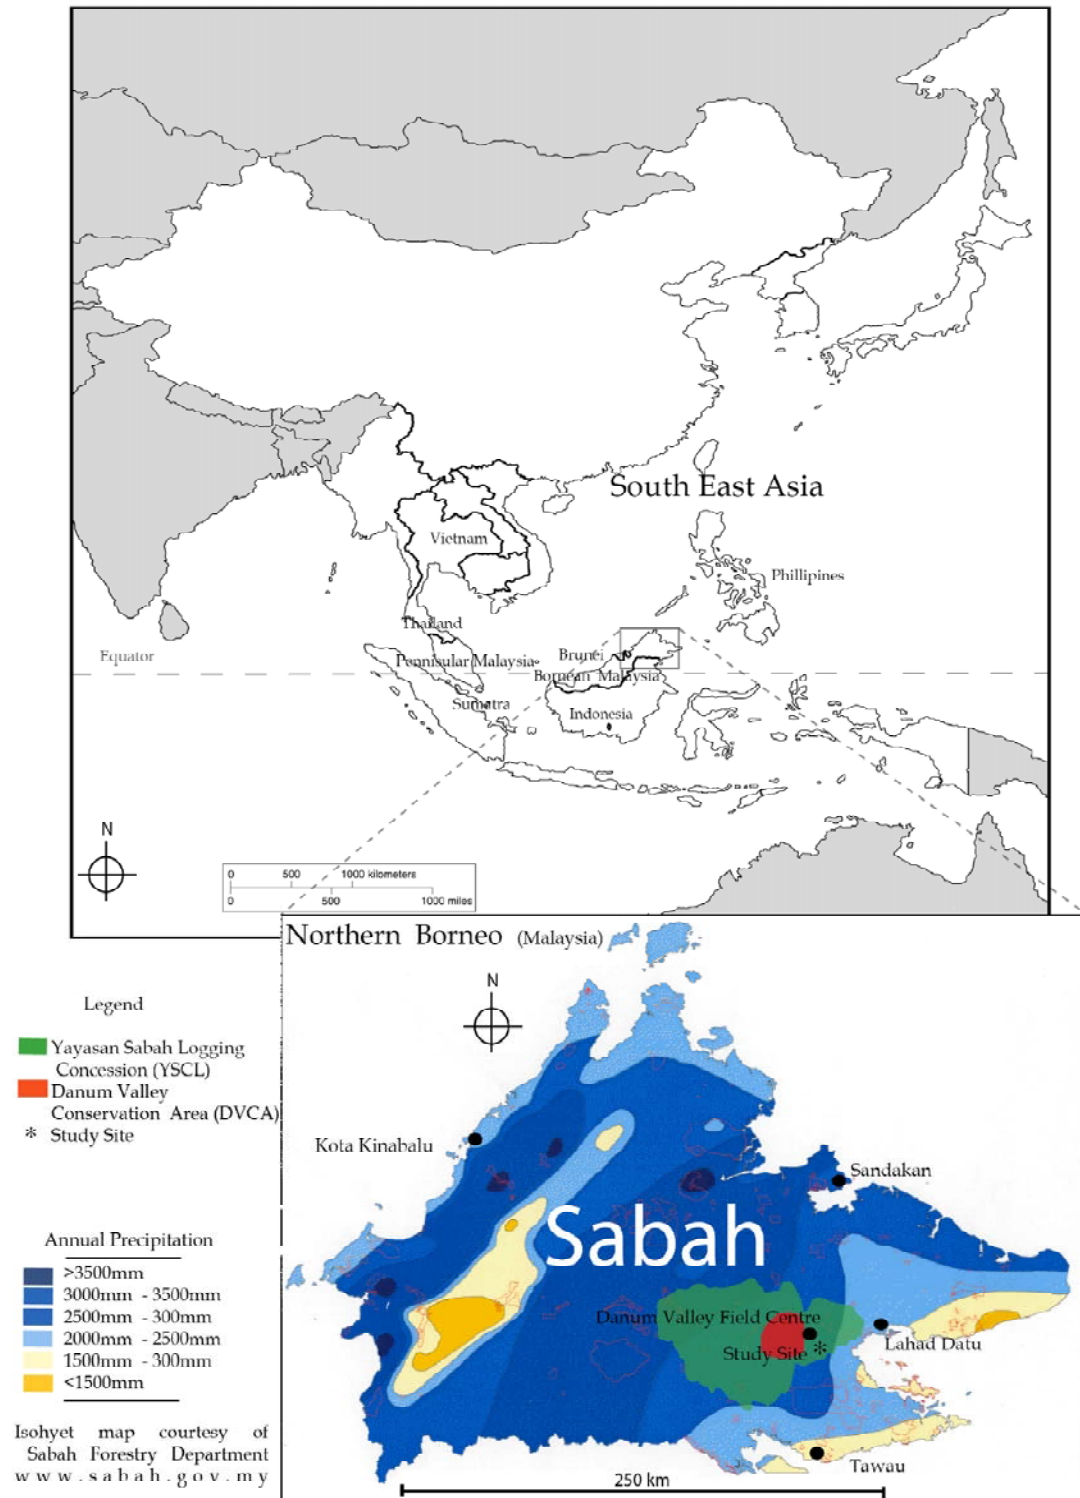 South East Asia
Vietnam
Phillipines
Thailand
Equator
Pennisular Malaysia
Brunei
Bornean Malaysia
Sumatra
Indonesia
N
0 500 1000 kilometers
0 500 1000 miles
Northern Borneo (Malaysia)
N
Legend
Yayasan Sabah Logging
Concession (YSCL)
Danum Valley
Conservation Area (DVCA)
* Study Site
Kota Kinabalu
Sandakan
Sabah
Annual Precipitation
>3500mm
3000mm - 3500mm
2500mm - 300mm
2000mm - 2500mm
1500mm - 300mm
<1500mm
Danum Valley Field Centre
Study Site *
Lahad Datu
Tawau
Isohyet map courtesy of
Sabah Forestry Department
www.sabah.gov.my
250 km